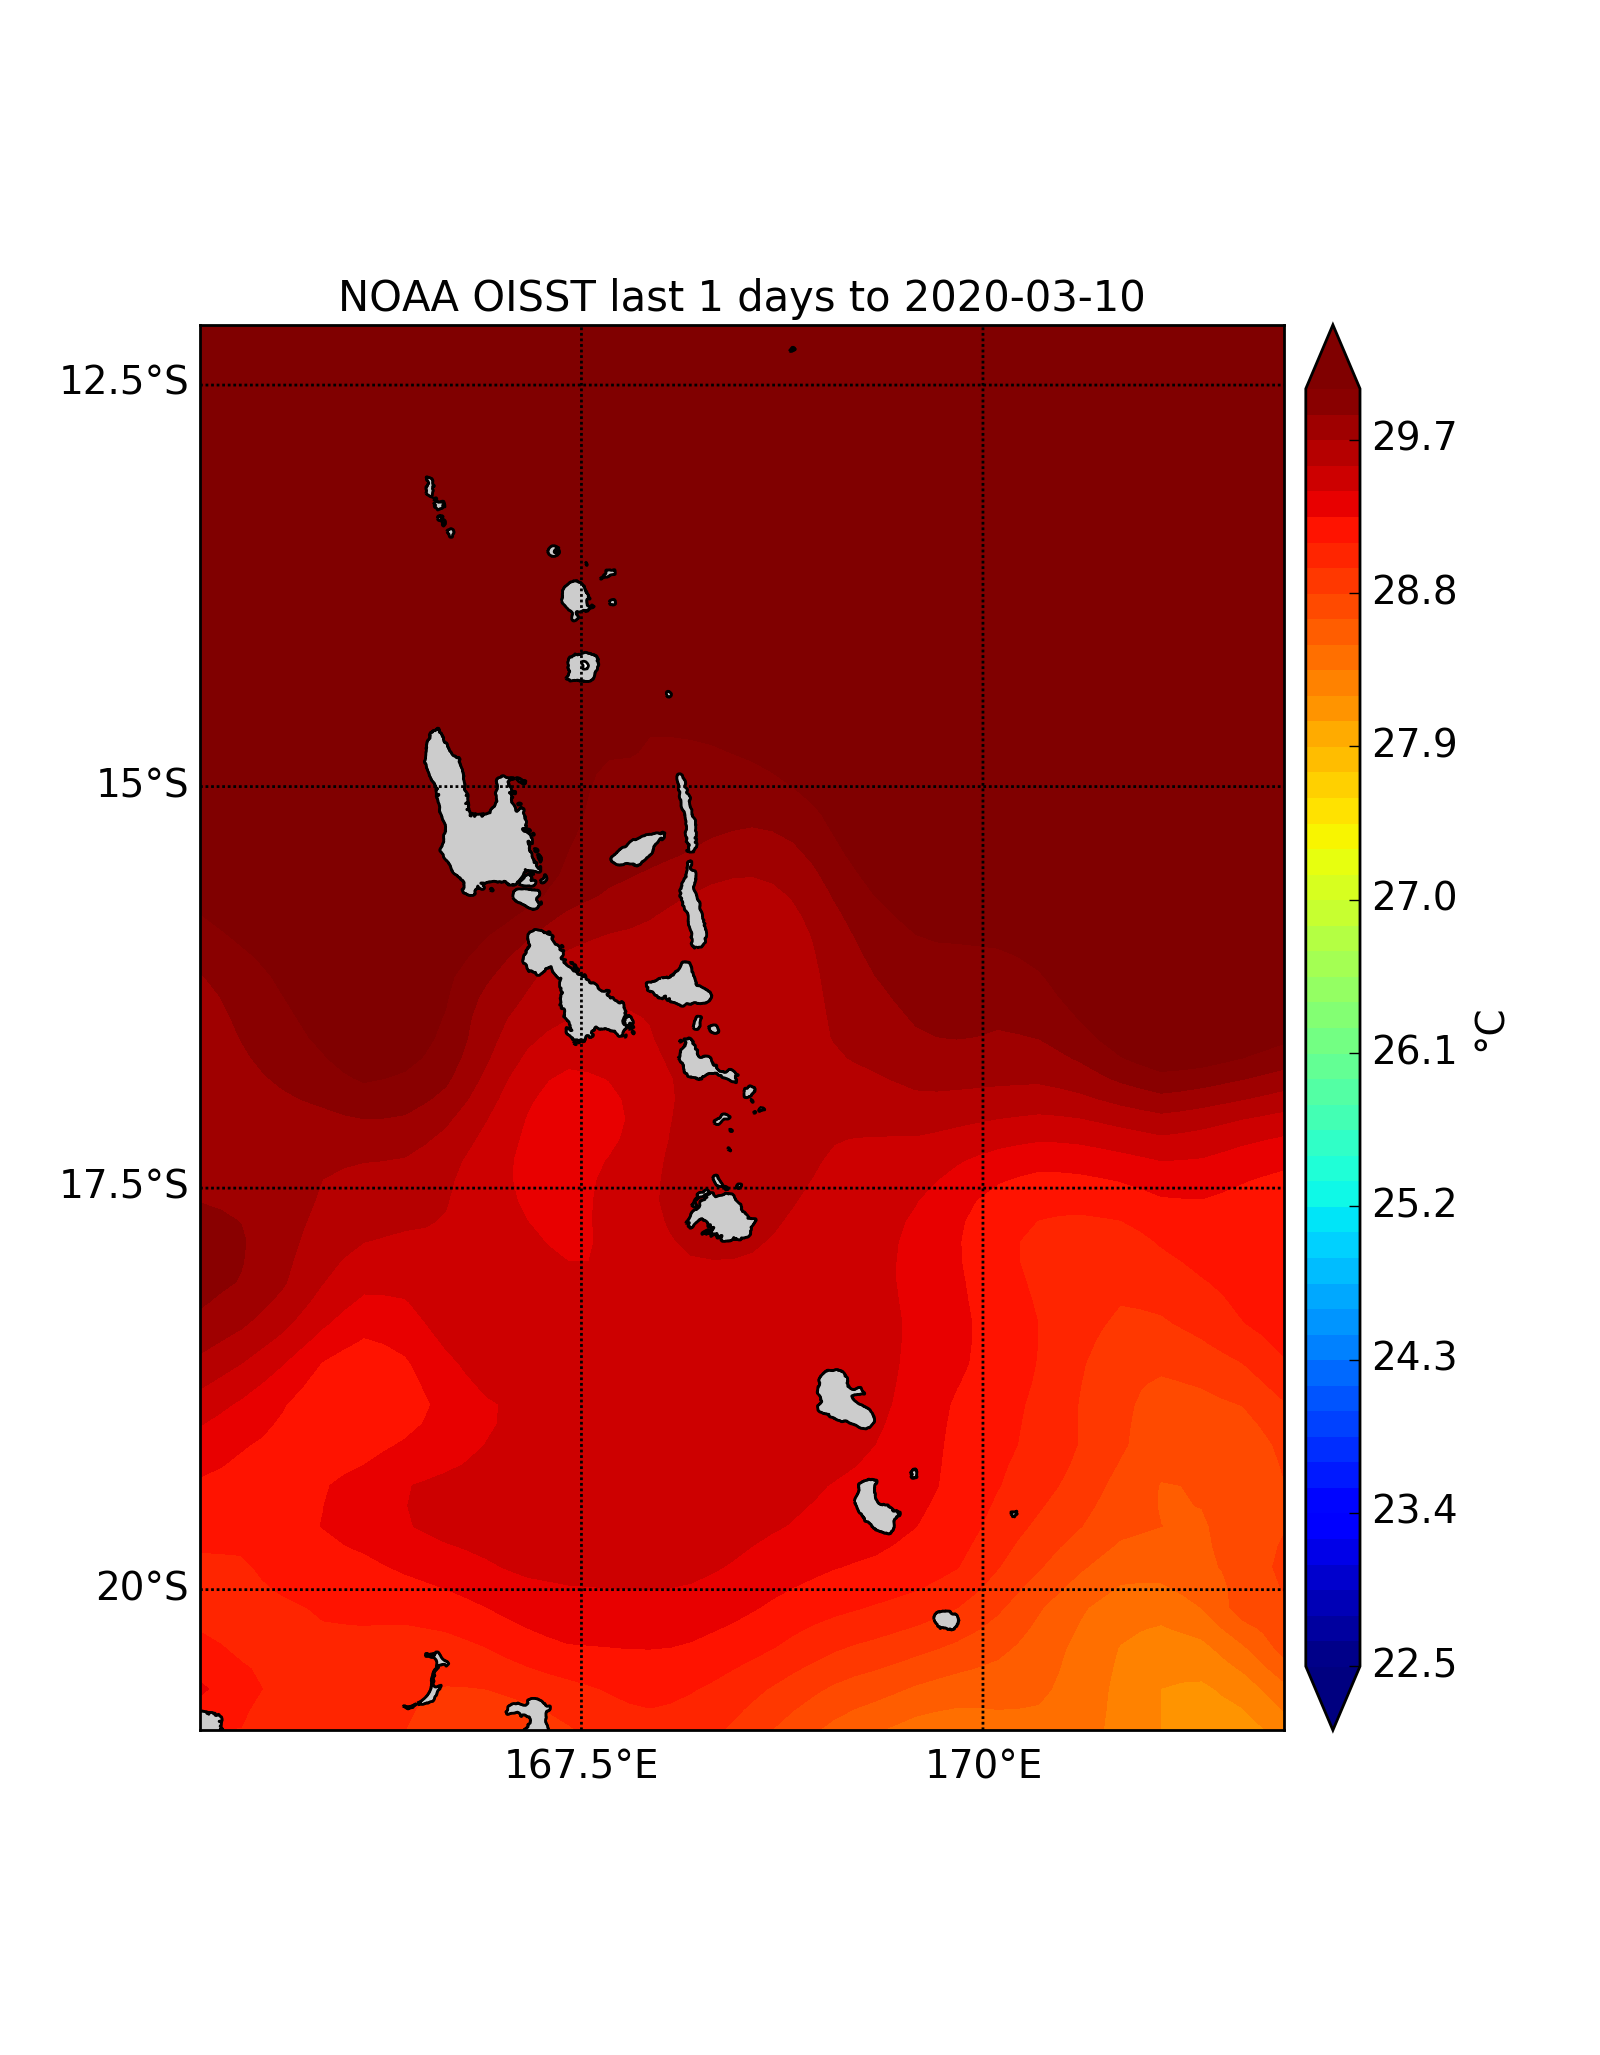 NOAA OISST last 1 days to 2020-03-10
12.5°S
15°S
17.5°S
20°S
167.5°E
170°E
29.7
28.8
27.9
27.0
26.1
25.2
24.3
23.4
22.5
°C